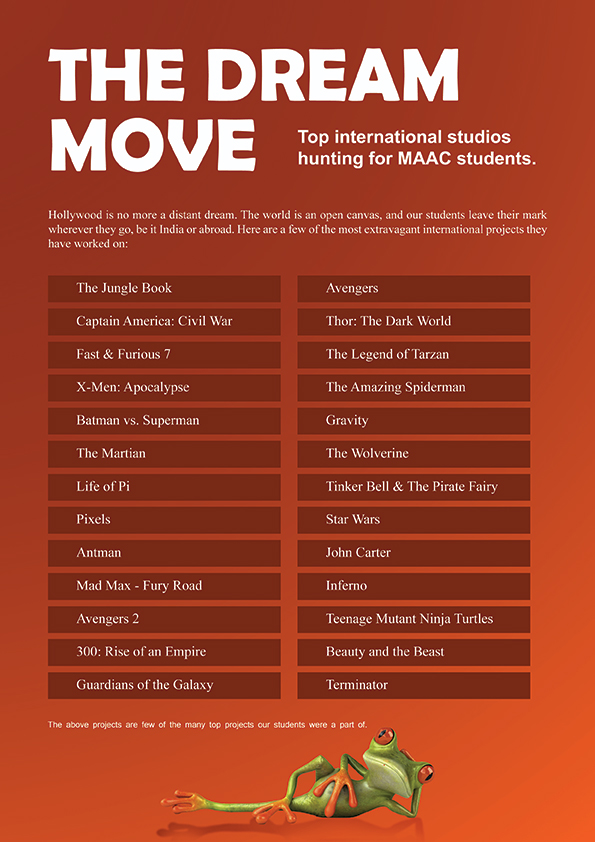 THE DREAM
MOVE
Top international studios
hunting for MAAC students.
Hollywood is no more a distant dream. The world is an open canvas, and our students leave their mark
wherever they go, be it India or abroad. Here are a few of the most extravagant international projects they
have worked on:
The Jungle Book
Captain America: Civil War
Fast & Furious 7
X-Men: Apocalypse
Batman vs. Superman
The Martian
Life of Pi
Pixels
Antman
Mad Max - Fury Road
Avengers 2
300: Rise of an Empire
Guardians of the Galaxy
Avengers
Thor: The Dark World
The Legend of Tarzan
The Amazing Spiderman
Gravity
The Wolverine
Tinker Bell & The Pirate Fairy
Star Wars
John Carter
Inferno
Teenage Mutant Ninja Turtles
Beauty and the Beast
Terminator
The above projects are few of the many top projects our students were a part of.